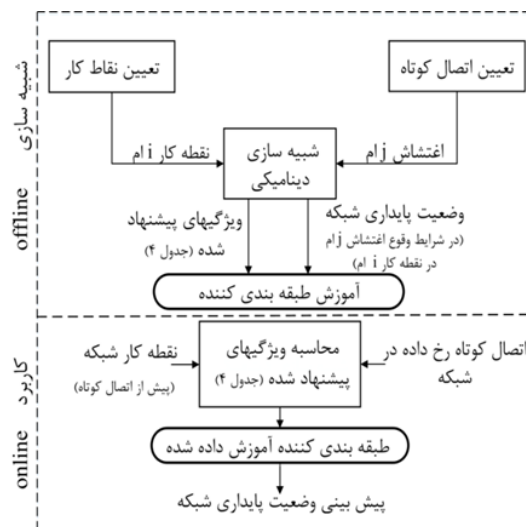 شبیه سازی offline
تعیین اتصال کوتاه
تعیین نقاط کار
اغتشاش j ام
نقطه کار i ام
شبیه سازی
دینامیکی
وضعیت پایداری شبکه
(در شرایط وقوع اغتشاش j ام
در نقطه کار i ام)
ویژگیهای پیشنهاد
شده (جدول ۴)
آموزش طبقه بندی کننده
کاربرد online
اتصال کوتاه رخ داده در
شبکه
محاسبه ویژگیهای
پیشنهاد شده (جدول ۴)
نقطه کار شبکه
(پیش از اتصال کوتاه)
طبقه بندی کننده آموزش داده شده
پیش بینی وضعیت پایداری شبکه